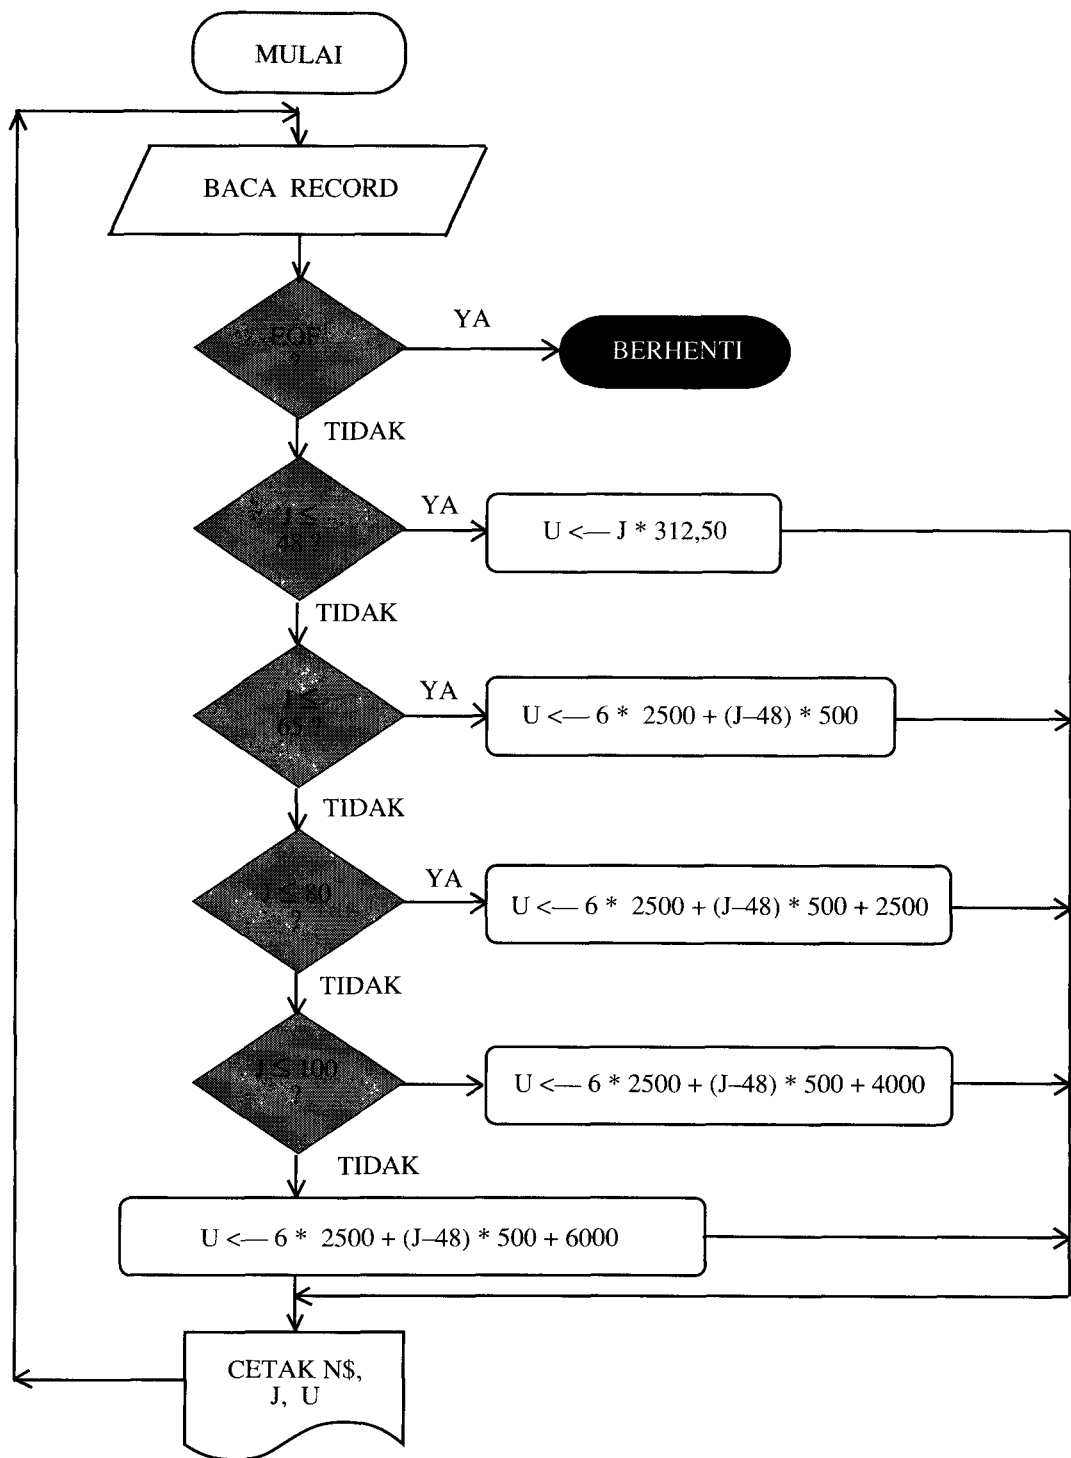 MULAI
BACA RECORD
EOF
?
YA
BERHENTI
TIDAK
J ≤
48 ?
YA
U <— J * 312,50
TIDAK
J ≤
65 ?
YA
U <— 6 * 2500 + (J–48) * 500
TIDAK
J ≤ 80
?
YA
U <— 6 * 2500 + (J–48) * 500 + 2500
TIDAK
J ≤ 100
?
U <— 6 * 2500 + (J–48) * 500 + 4000
TIDAK
U <— 6 * 2500 + (J–48) * 500 + 6000
CETAK N$,
J, U